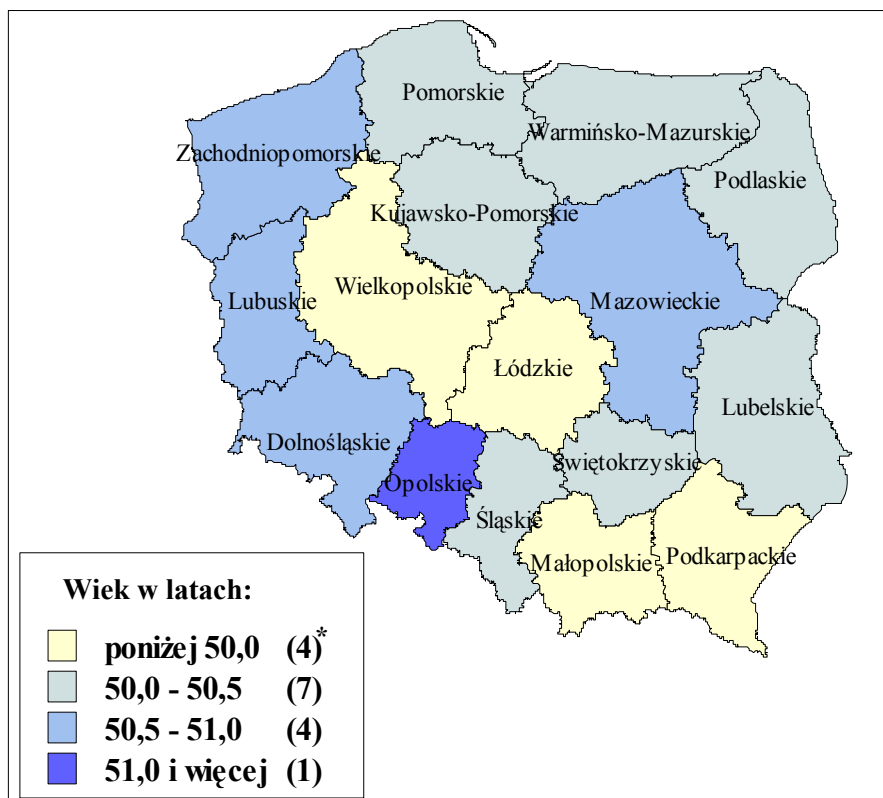 Pomorskie
Warmińsko-Mazurskie
Zachodniopomorskie
Podlaskie
Kujawsko-Pomorskie
Wielkopolskie
Lubuskie
Mazowieckie
Łódzkie
Lubelskie
Dolnośląskie
Świętokrzyskie
Opolskie
Śląskie
Małopolskie
Podkarpackie
Wiek w latach:
poniżej 50,0 (4)*
50,0 - 50,5 (7)
50,5 - 51,0 (4)
51,0 i więcej (1)